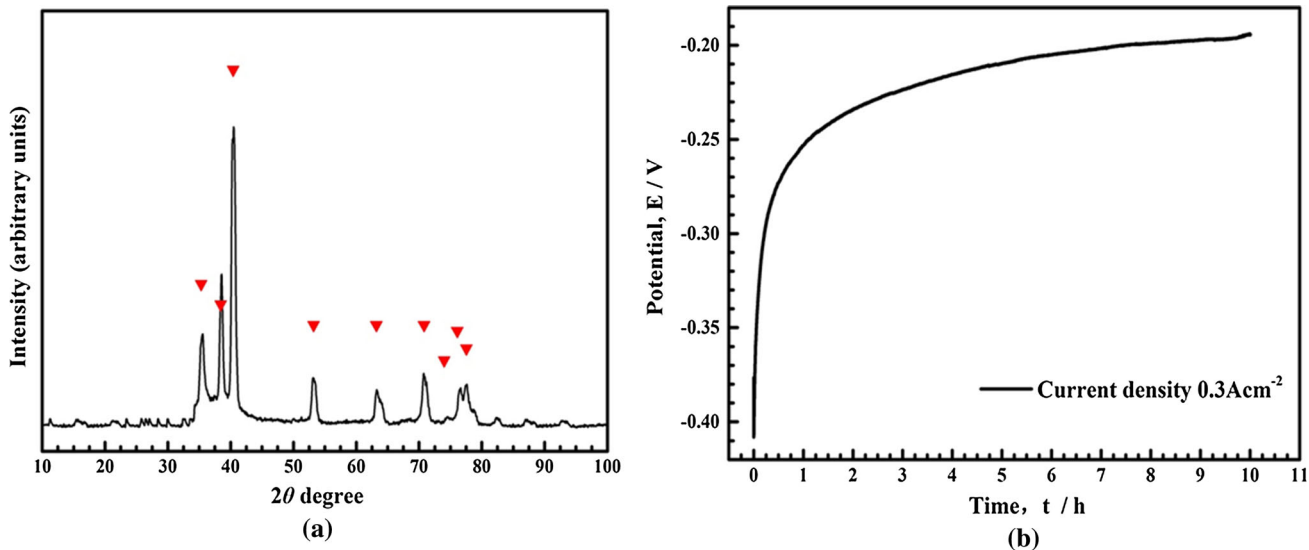 Intensity (arbitrary units)
10 20 30 40 50 60 70 80 90 100
2θ degree
(a)
Potential, E / V
-0.20
-0.25
-0.30
-0.35
-0.40
Current density 0.3Acm⁻²
0 1 2 3 4 5 6 7 8 9 10 11
Time, t / h
(b)